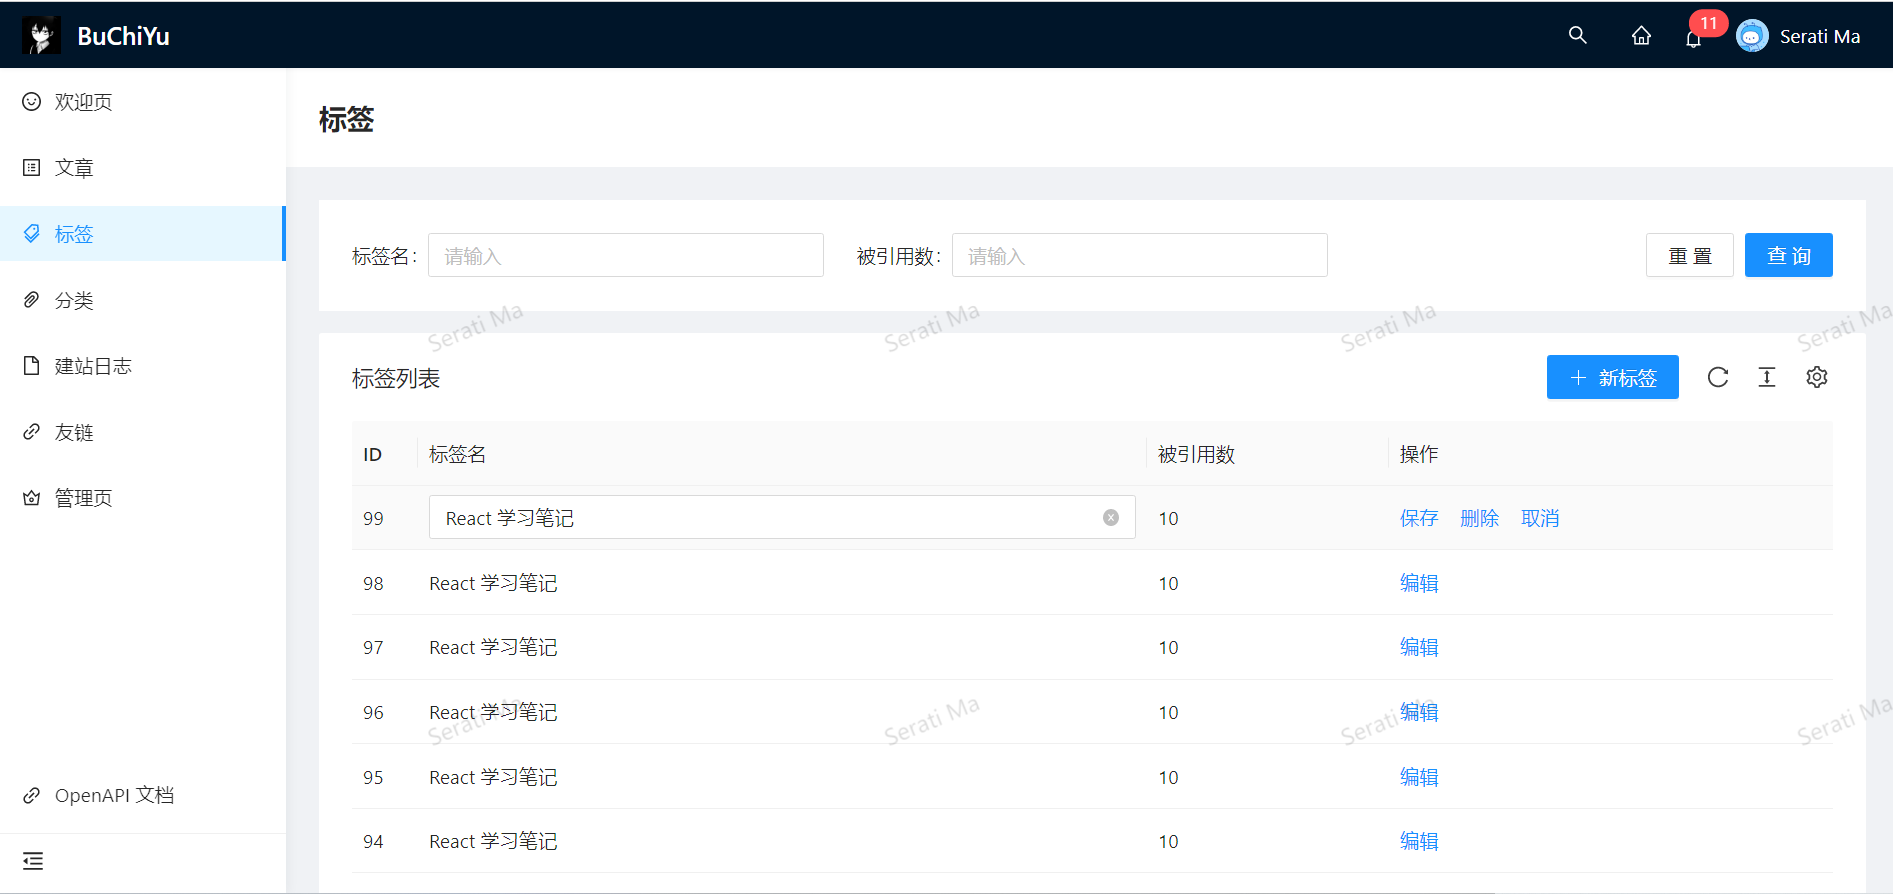 BuChiYu
11
Serati Ma
欢迎页
文章
标签
分类
建站日志
友链
管理页
OpenAPI 文档
标签
标签名:
请输入
被引用数:
请输入
重 置
查 询
标签列表
新标签
ID 标签名 被引用数 操作
99 React 学习笔记 10 保存 删除 取消
98 React 学习笔记 10 编辑
97 React 学习笔记 10 编辑
96 React 学习笔记 10 编辑
95 React 学习笔记 10 编辑
94 React 学习笔记 10 编辑
Serati Ma
Serati Ma
Serati Ma
Serati Ma
Serati Ma
Serati Ma
Serati Ma
Serati Ma